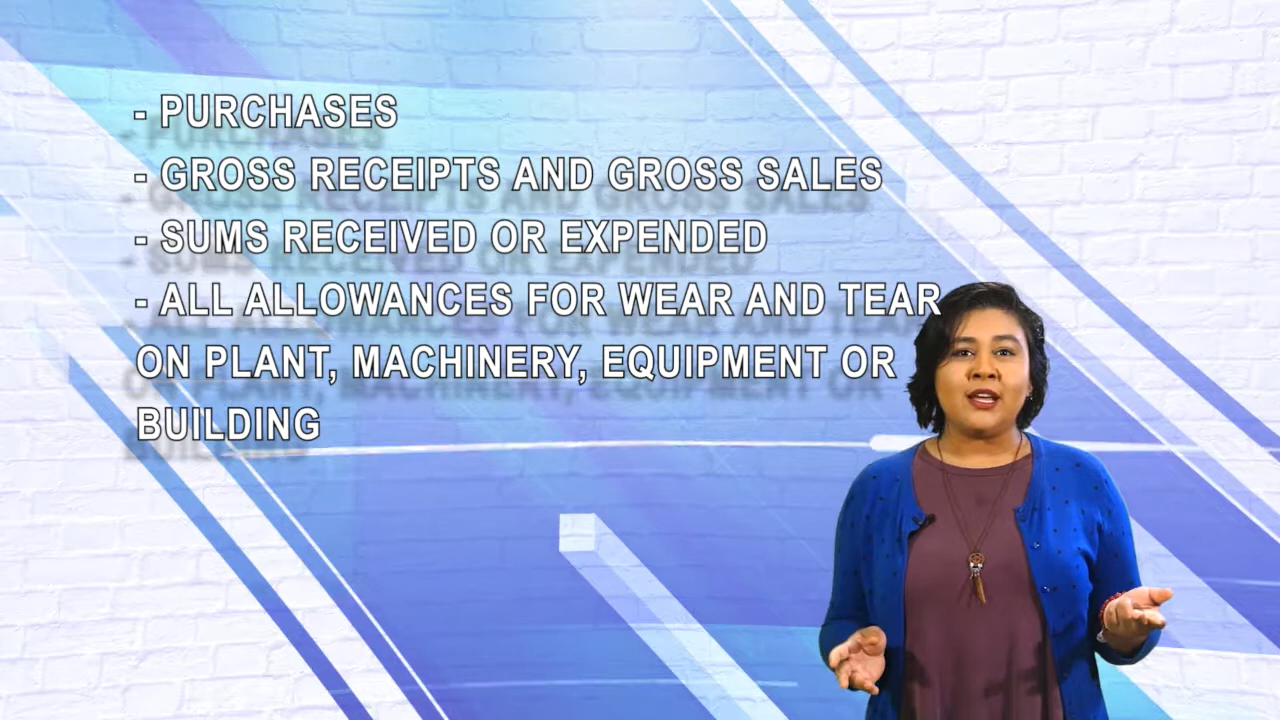 - PURCHASES
- GROSS RECEIPTS AND GROSS SALES
- SUMS RECEIVED OR EXPENDED
- ALL ALLOWANCES FOR WEAR AND TEAR
ON PLANT, MACHINERY, EQUIPMENT OR
BUILDING